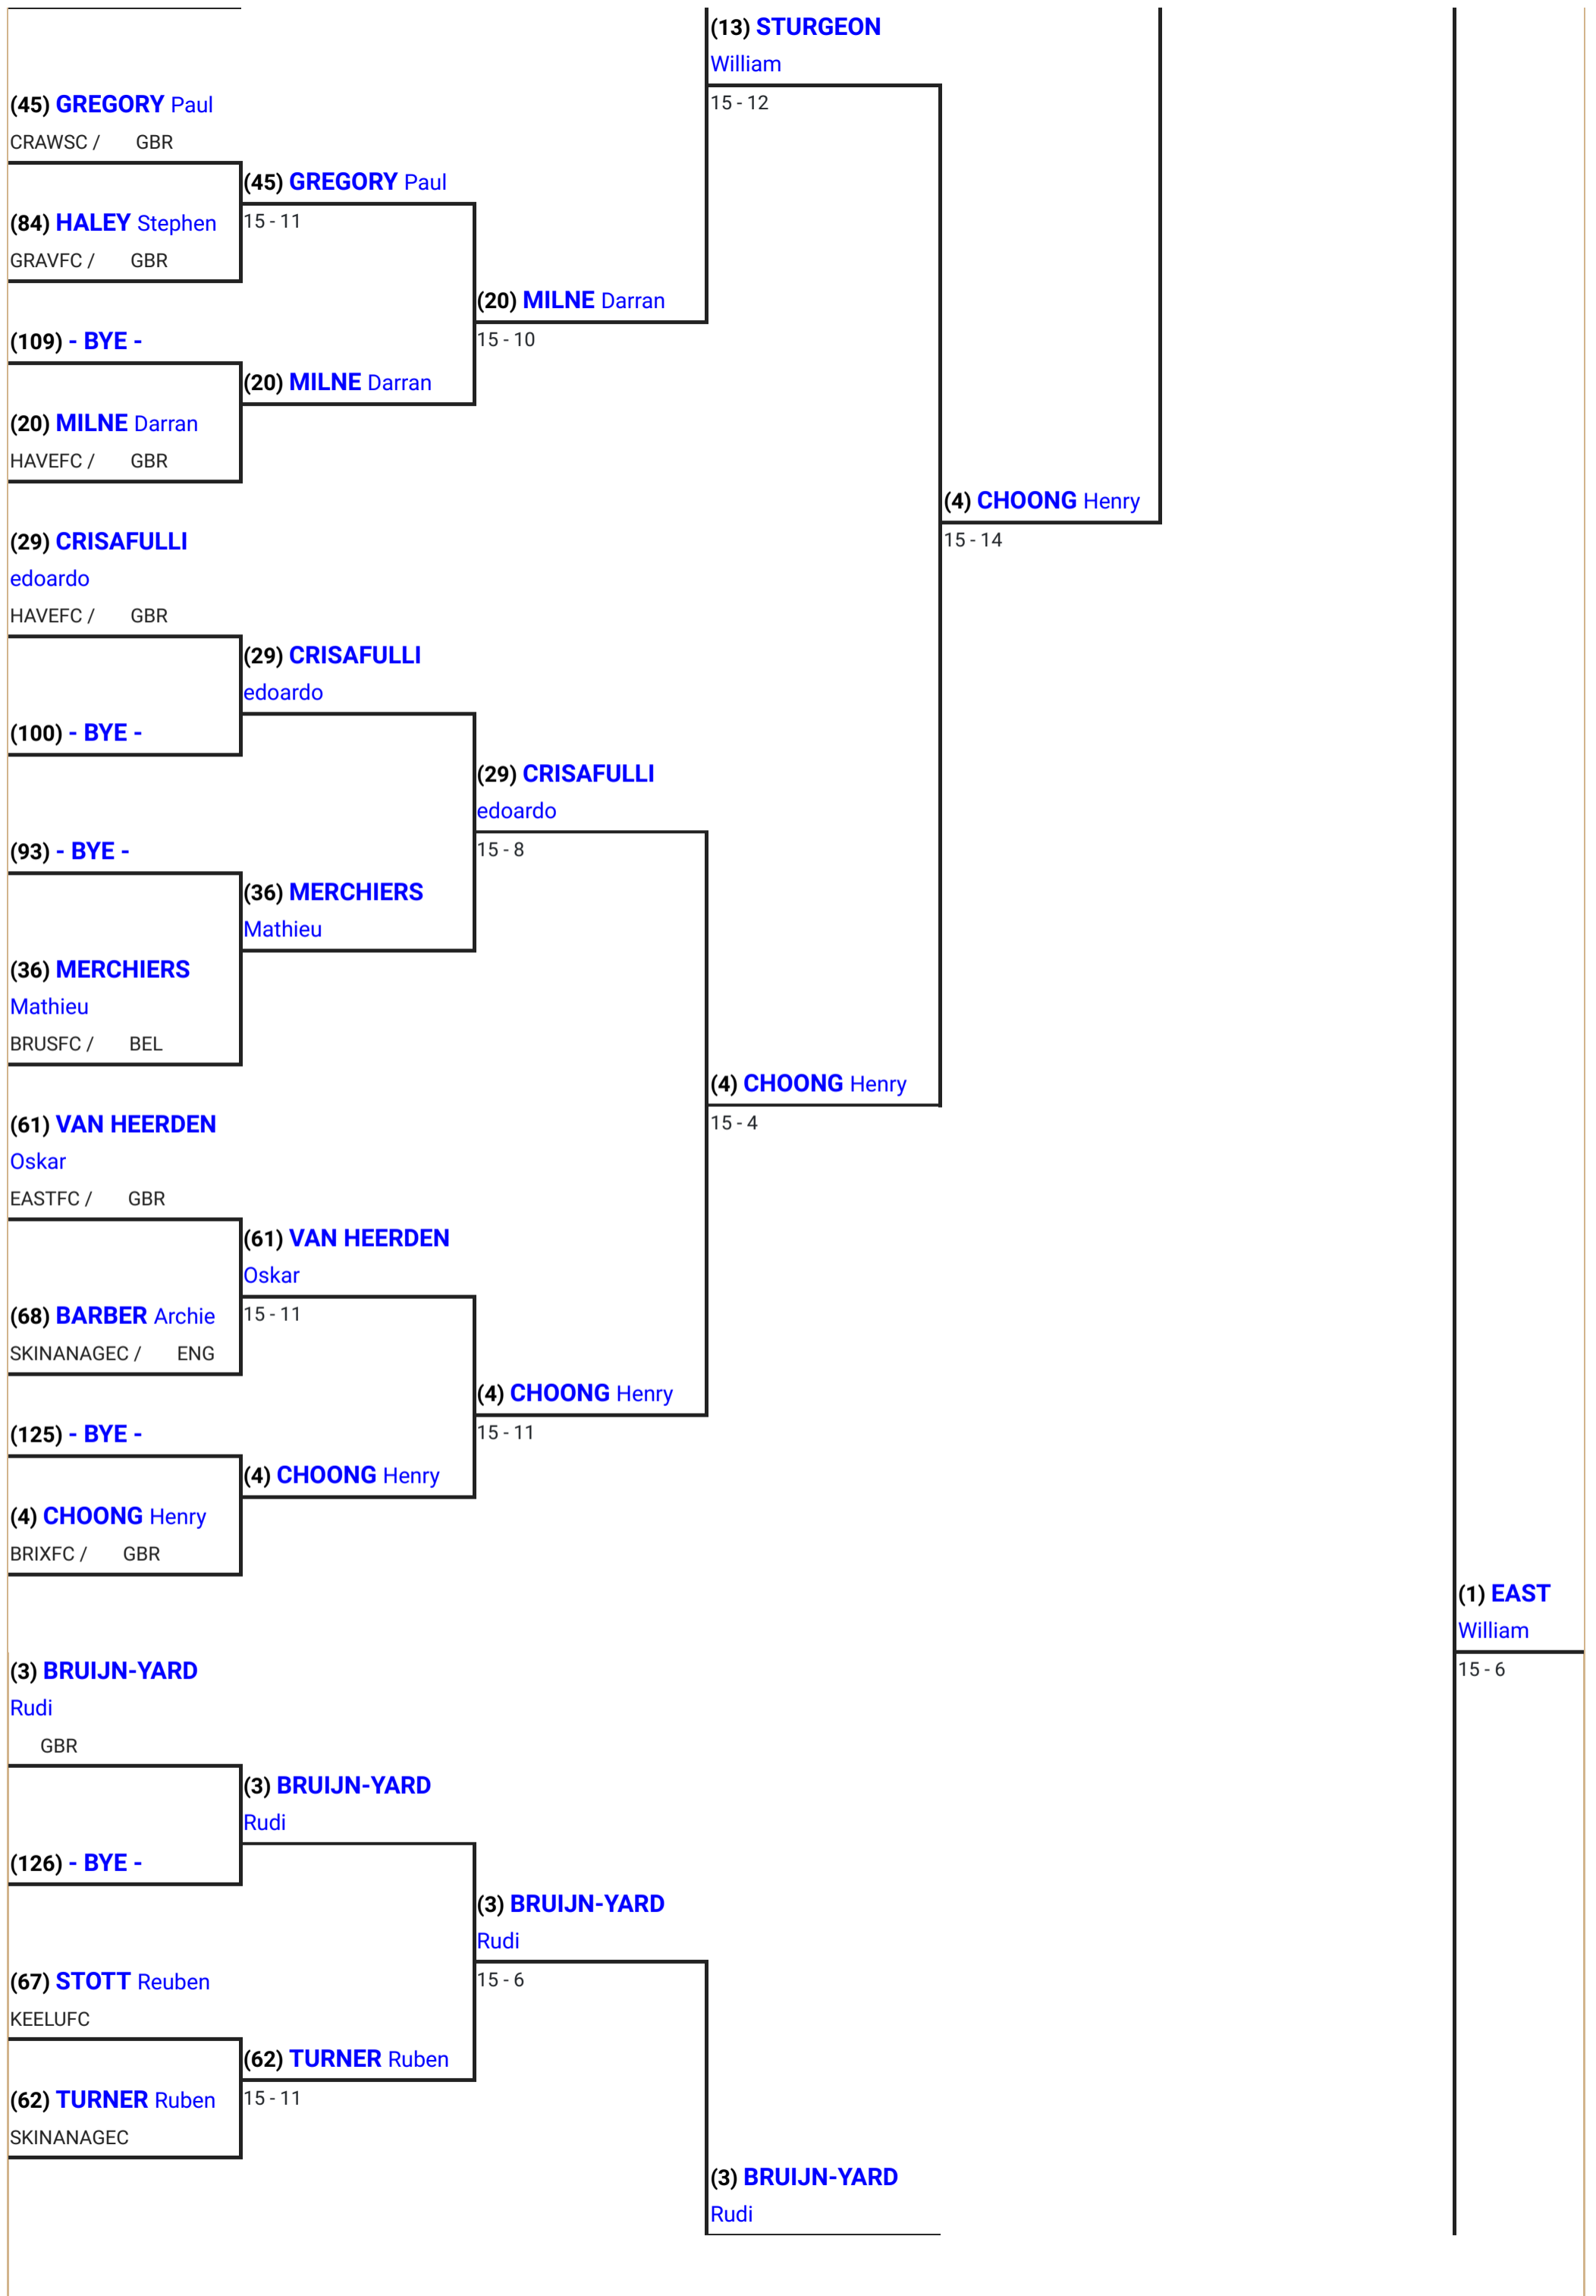 (13) STURGEON
William
15 - 12
(45) GREGORY Paul
CRAWSC / GBR
(45) GREGORY Paul
15 - 11
(84) HALEY Stephen
GRAVFC / GBR
(20) MILNE Darran
15 - 10
(109) - BYE -
(20) MILNE Darran
(20) MILNE Darran
HAVEFC / GBR
(4) CHOONG Henry
15 - 14
(29) CRISAFULLI
edoardo
HAVEFC / GBR
(29) CRISAFULLI
edoardo
(100) - BYE -
(29) CRISAFULLI
edoardo
15 - 8
(93) - BYE -
(36) MERCHIERS
Mathieu
(36) MERCHIERS
Mathieu
BRUSFC / BEL
(4) CHOONG Henry
15 - 4
(61) VAN HEERDEN
Oskar
EASTFC / GBR
(61) VAN HEERDEN
Oskar
15 - 11
(68) BARBER Archie
SKINANAGEC / ENG
(4) CHOONG Henry
15 - 11
(125) - BYE -
(4) CHOONG Henry
(4) CHOONG Henry
BRIXFC / GBR
(1) EAST
William
15 - 6
(3) BRUIJN-YARD
Rudi
GBR
(3) BRUIJN-YARD
Rudi
(126) - BYE -
(3) BRUIJN-YARD
Rudi
15 - 6
(67) STOTT Reuben
KEELUFC
(62) TURNER Ruben
15 - 11
(62) TURNER Ruben
SKINANAGEC
(3) BRUIJN-YARD
Rudi